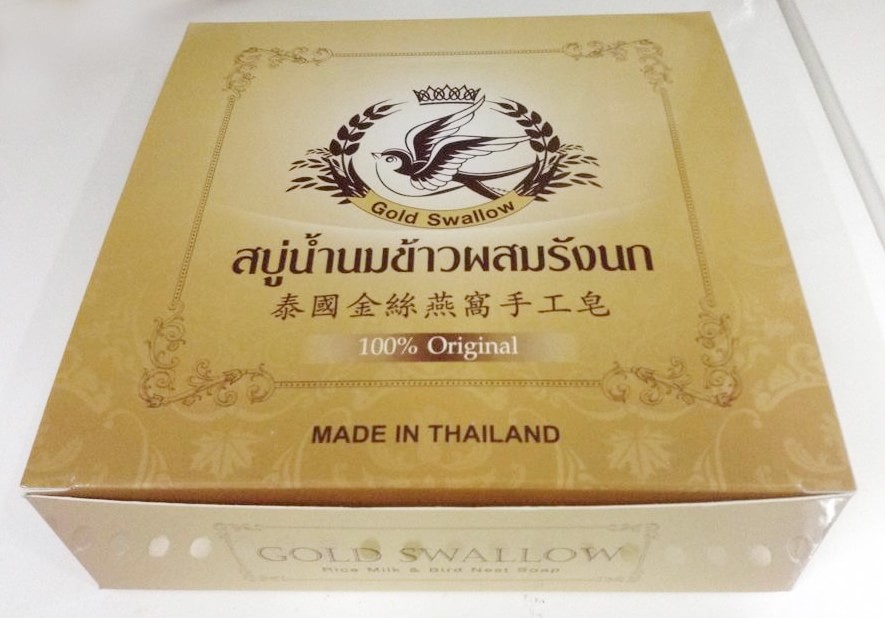 Gold Swallow
สบู่น้ำนมข้าวผสมรังนก
泰國金絲燕窩手工皂
100% Original
MADE IN THAILAND
GOLD SWALLOW
Rice Milk & Bird Nest Soap